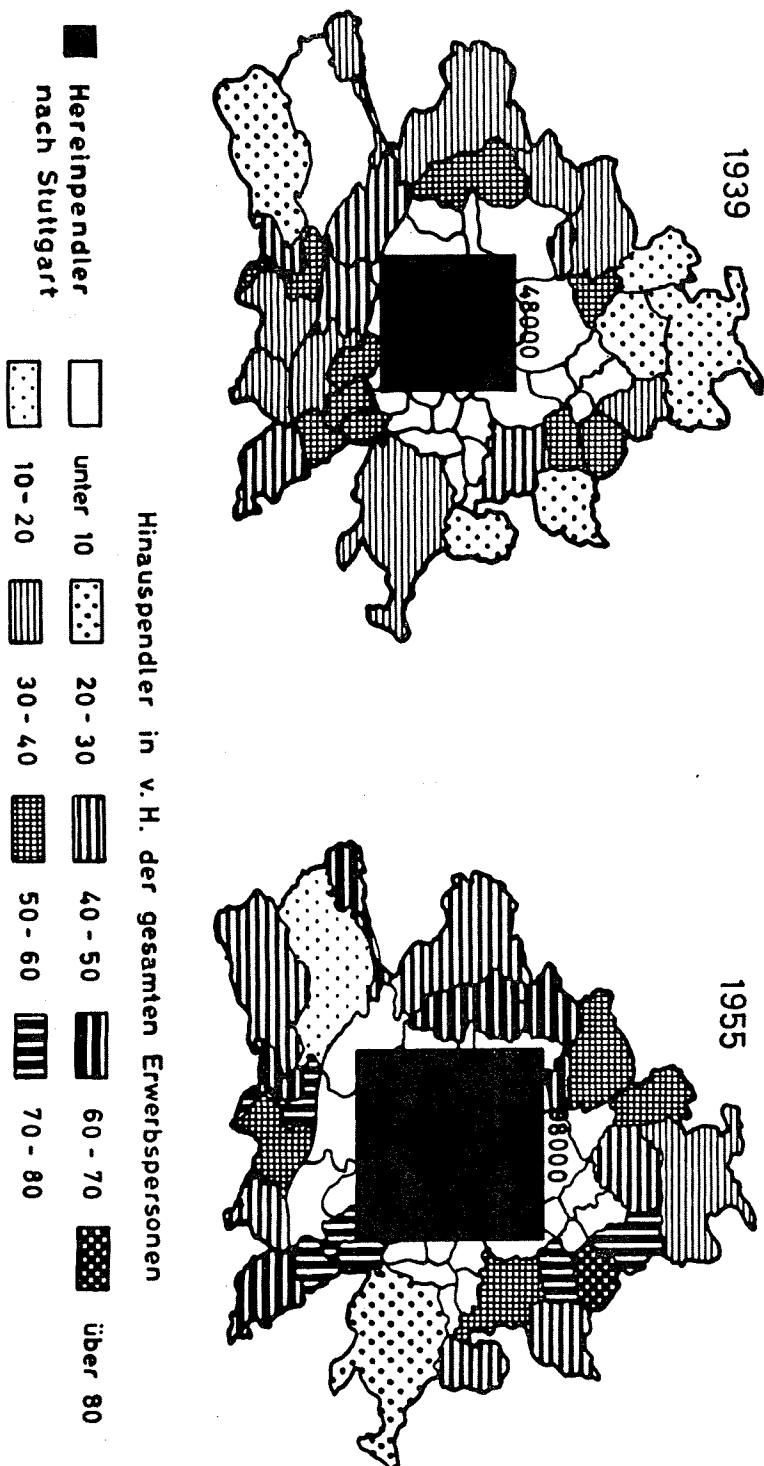 1939
48000
1955
98000
Hinauspendler in v. H. der gesamten Erwerbspersonen
Hereinpendler
nach Stuttgart
unter 10
20 - 30
40 - 50
60 - 70
über 80
10 - 20
30 - 40
50 - 60
70 - 80